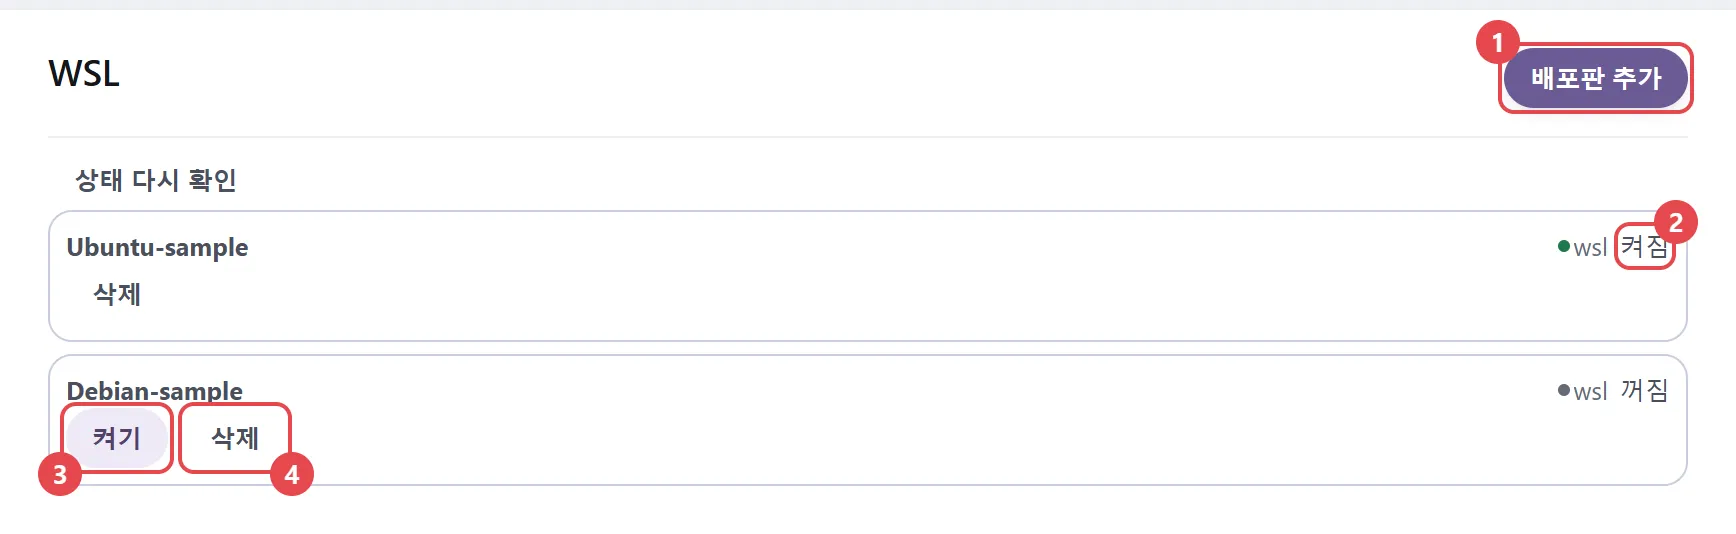 WSL
1
배포판 추가
상태 다시 확인
Ubuntu-sample
wsl 켜짐
2
삭제
Debian-sample
wsl 꺼짐
켜기
삭제
3
4